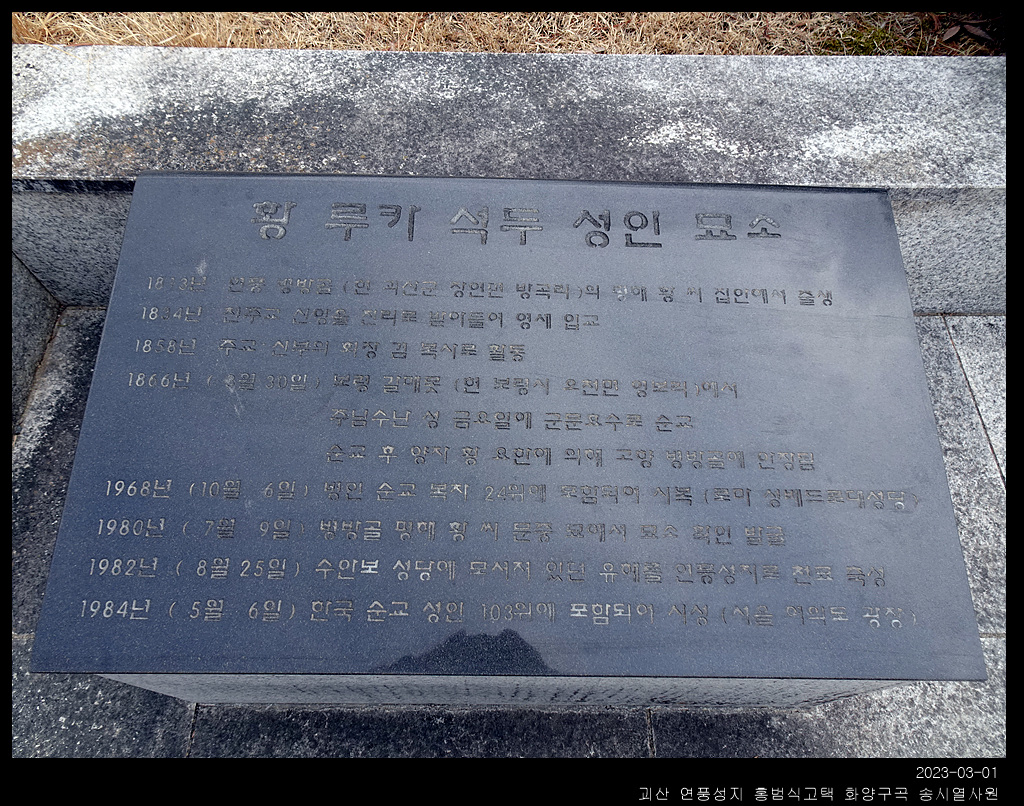 황 루카 석두 성인 묘소
1813년 연풍 병방골 (현 괴산군 장연면 방곡리)의 평해 황 씨 집안에서 출생
1834년 천주교 신앙을 진리로 받아들여 영세 입교
1858년 주교 신부의 회장 겸 복사로 활동
1866년 ( 3월 30일 ) 보령 갈매못 (현 보령시 오천면 영보리)에서
주님수난 성 금요일에 군문효수로 순교
순교 후 양자 황 요한에 의해 고향 병방골에 안장됨
1968년 (10월 6일 ) 병인 순교 복자 24위에 포함되어 시복 (로마 성베드로대성당)
1980년 ( 7월 9일 ) 병방골 평해 황 씨 문중 묘에서 묘소 확인 발굴
1982년 ( 8월 25일 ) 수안보 성당에 모셔져 있던 유해를 연풍성지로 천묘 축성
1984년 ( 5월 6일 ) 한국 순교 성인 103위에 포함되어 시성 (서울 여의도 광장)
2023-03-01
괴산 연풍성지 홍범식고택 화양구곡 송시열사원